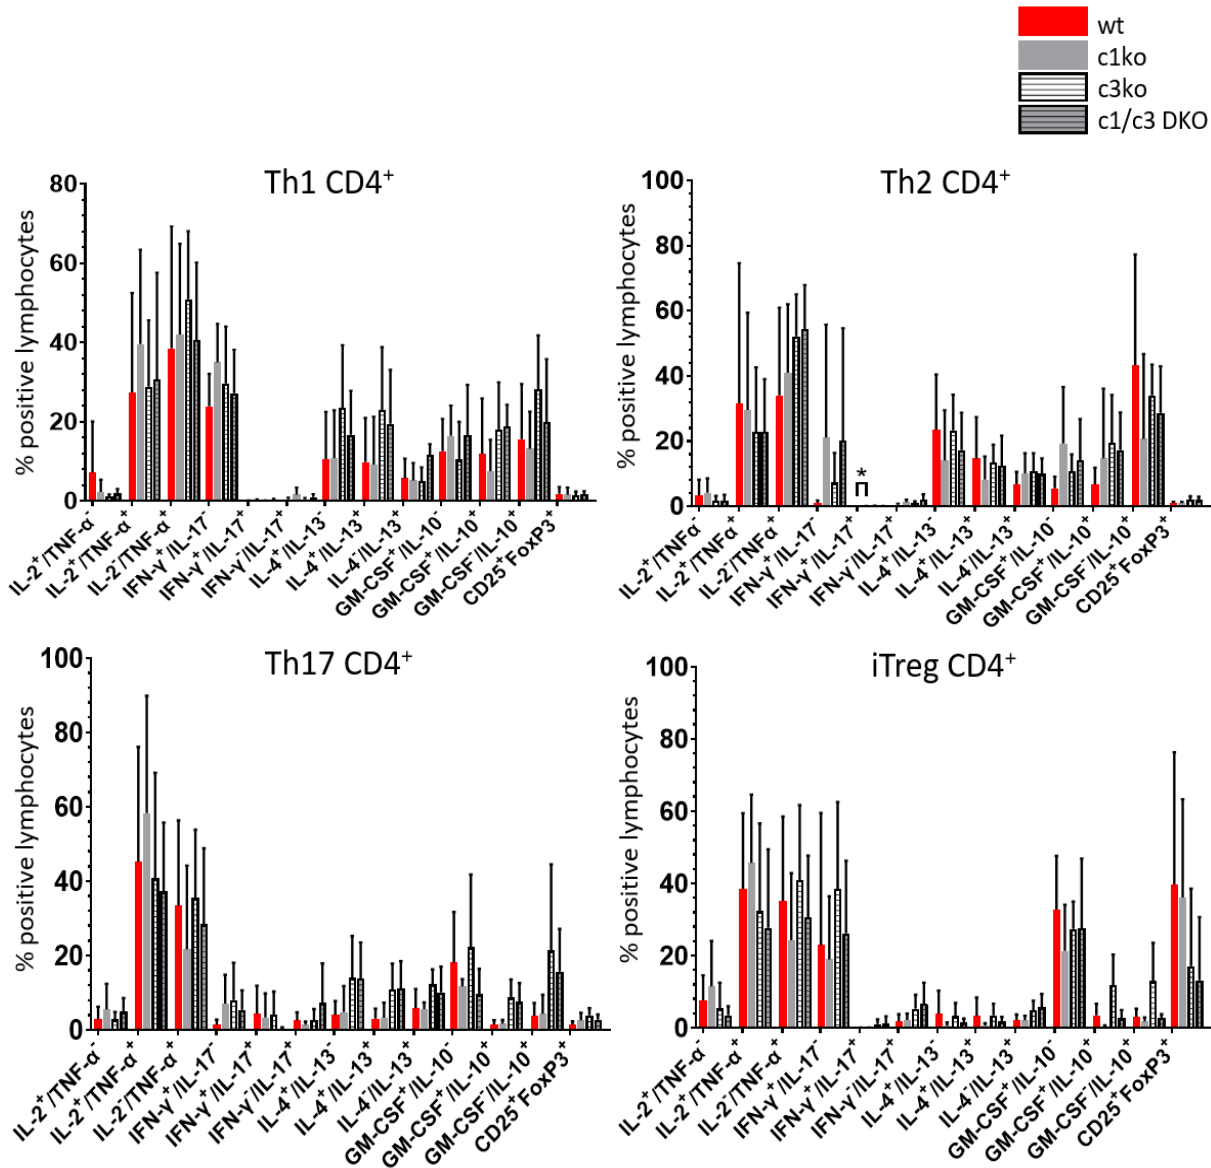 wt
c1ko
c3ko
c1/c3 DKO
Th1 CD4⁺
% positive lymphocytes
80
60
40
20
0
IL-2⁺/TNF-α⁻
IL-2⁺/TNF-α⁺
IL-2⁻/TNF-α⁺
IFN-γ⁺/IL-17⁻
IFN-γ⁺/IL-17⁺
IFN-γ⁻/IL-17⁺
IL-4⁺/IL-13⁻
IL-4⁺/IL-13⁺
IL-4⁻/IL-13⁺
GM-CSF⁺/IL-10⁻
GM-CSF⁺/IL-10⁺
GM-CSF⁻/IL-10⁺
CD25⁺FoxP3⁺
Th2 CD4⁺
% positive lymphocytes
100
80
60
40
20
0
*
IL-2⁺/TNFα⁻
IL-2⁺/TNFα⁺
IL-2⁻/TNFα⁺
IFN-γ⁺/IL-17⁻
IFN-γ⁺/IL-17⁺
IFN-γ⁻/IL-17⁺
IL-4⁺/IL-13⁻
IL-4⁺/IL-13⁺
IL-4⁻/IL-13⁺
GM-CSF⁺/IL-10⁻
GM-CSF⁺/IL-10⁺
GM-CSF⁻/IL-10⁺
CD25⁺FoxP3⁺
Th17 CD4⁺
% positive lymphocytes
100
80
60
40
20
0
IL-2⁺/TNF-α⁻
IL-2⁺/TNF-α⁺
IL-2⁻/TNF-α⁺
IFN-γ⁺/IL-17⁻
IFN-γ⁺/IL-17⁺
IFN-γ⁻/IL-17⁺
IL-4⁺/IL-13⁻
IL-4⁺/IL-13⁺
IL-4⁻/IL-13⁺
GM-CSF⁺/IL-10⁻
GM-CSF⁺/IL-10⁺
GM-CSF⁻/IL-10⁺
CD25⁺FoxP3⁺
iTreg CD4⁺
% positive lymphocytes
100
80
60
40
20
0
IL-2⁺/TNF-α⁻
IL-2⁺/TNF-α⁺
IL-2⁻/TNF-α⁺
IFN-γ⁺/IL-17⁻
IFN-γ⁺/IL-17⁺
IFN-γ⁻/IL-17⁺
IL-4⁺/IL-13⁻
IL-4⁺/IL-13⁺
IL-4⁻/IL-13⁺
GM-CSF⁺/IL-10⁻
GM-CSF⁺/IL-10⁺
GM-CSF⁻/IL-10⁺
CD25⁺FoxP3⁺